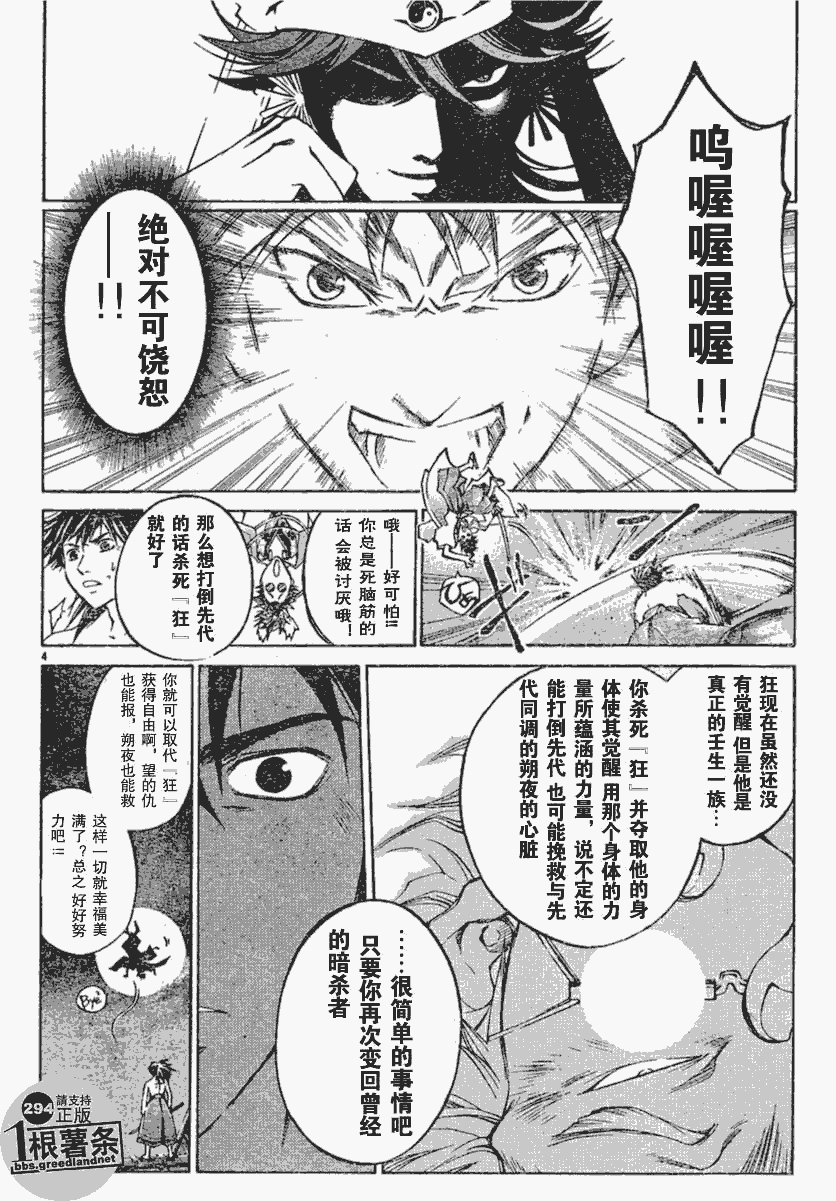 呜喔喔喔喔!!
绝对不可饶恕
——!!
哦——好可怕!!
你总是死脑筋的
话会被讨厌哦!
那么想打倒先代
的话杀死『狂』
就好了
4
狂现在虽然还没
有觉醒 但是他是
真正的壬生一族…
你杀死『狂』并夺取他的身
体使其觉醒 用那个身体的力
量所蕴涵的力量,说不定还
能打倒先代 也可能挽救与先
代同调的朔夜的心脏
……很简单的事情吧
只要你再次变回曾经
的暗杀者
你就可以取代『狂』
获得自由啊,望的仇
也能报,朔夜也能救
这样一切就幸福美
满了?总之 好好努
力吧!!
Bye
294
請支持
正版
1根薯条
bbs.greedland.net